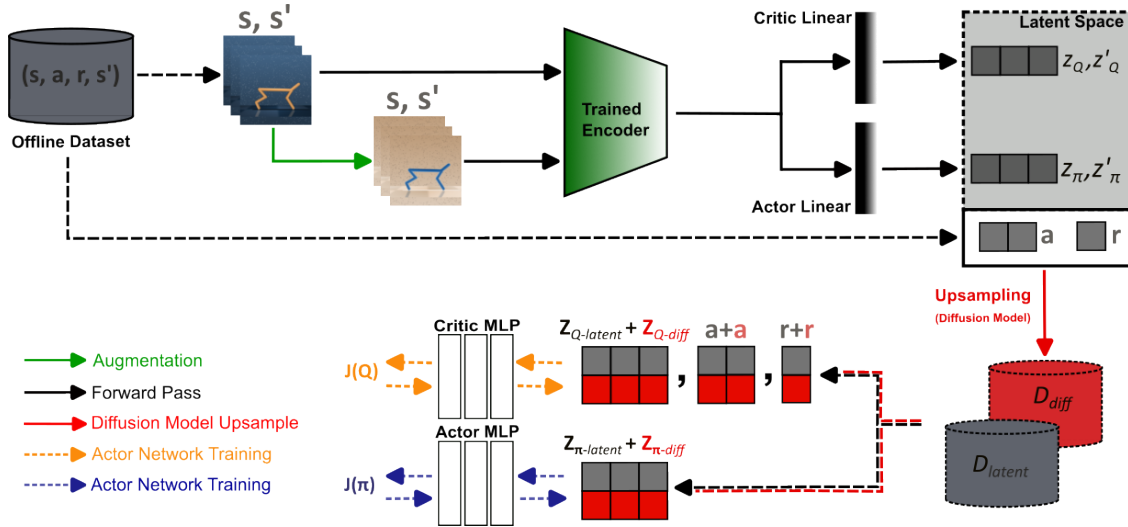 s, s'
Critic Linear
Latent Space
(s, a, r, s')
z_Q,z'_Q
s, s'
Trained
Encoder
Offline Dataset
z_π,z'_π
Actor Linear
a
r
Upsampling
(Diffusion Model)
Critic MLP
Z_Q-latent + Z_Q-diff
a+a
r+r
Augmentation
J(Q)
, ,
Forward Pass
D_diff
Diffusion Model Upsample
Actor MLP
Z_π-latent + Z_π-diff
Actor Network Training
D_latent
Actor Network Training
J(π)